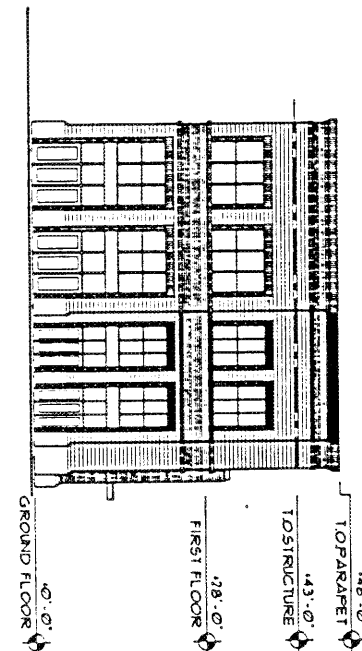 T.O.PARAPET
T.O.STRUCTURE
'43'-0"
FIRST FLOOR
'28'-0"
GROUND FLOOR
'0'-0"